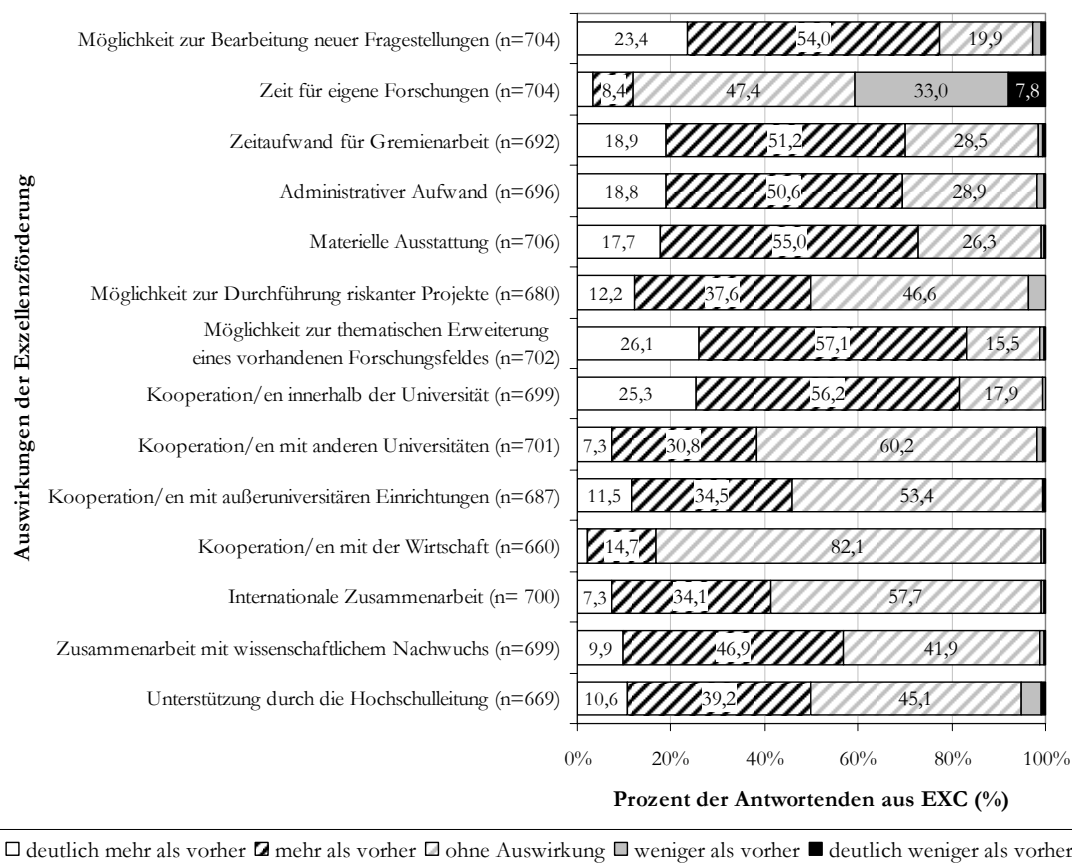 Auswirkungen der Exzellenzförderung
Möglichkeit zur Bearbeitung neuer Fragestellungen (n=704) 23,4 54,0 19,9
Zeit für eigene Forschungen (n=704) 8,4 47,4 33,0 7,8
Zeitaufwand für Gremienarbeit (n=692) 18,9 51,2 28,5
Administrativer Aufwand (n=696) 18,8 50,6 28,9
Materielle Ausstattung (n=706) 17,7 55,0 26,3
Möglichkeit zur Durchführung riskanter Projekte (n=680) 12,2 37,6 46,6
Möglichkeit zur thematischen Erweiterung
eines vorhandenen Forschungsfeldes (n=702) 26,1 57,1 15,5
Kooperation/en innerhalb der Universität (n=699) 25,3 56,2 17,9
Kooperation/en mit anderen Universitäten (n=701) 7,3 30,8 60,2
Kooperation/en mit außeruniversitären Einrichtungen (n=687) 11,5 34,5 53,4
Kooperation/en mit der Wirtschaft (n=660) 14,7 82,1
Internationale Zusammenarbeit (n= 700) 7,3 34,1 57,7
Zusammenarbeit mit wissenschaftlichem Nachwuchs (n=699) 9,9 46,9 41,9
Unterstützung durch die Hochschulleitung (n=669) 10,6 39,2 45,1
0% 20% 40% 60% 80% 100%
Prozent der Antwortenden aus EXC (%)
deutlich mehr als vorher mehr als vorher ohne Auswirkung weniger als vorher deutlich weniger als vorher